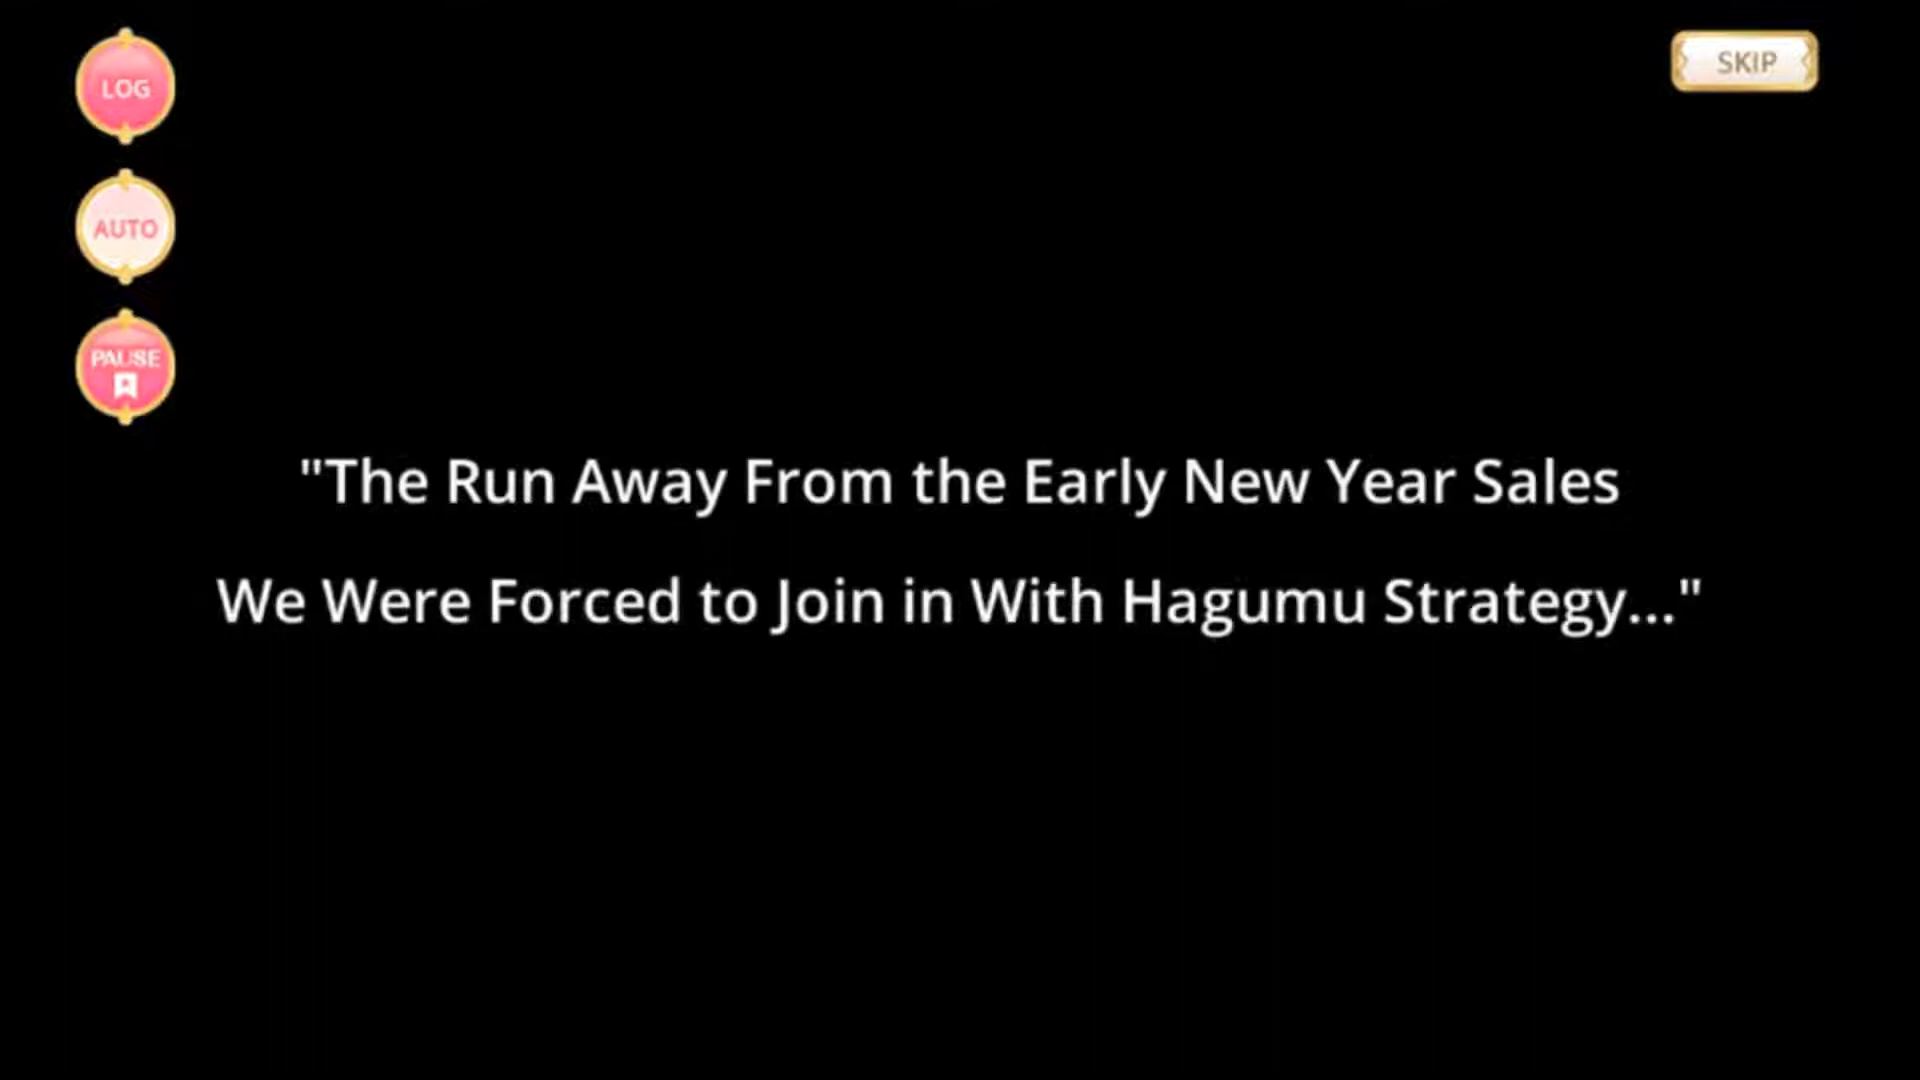 LOG
SKIP
AUTO
PAUSE
"The Run Away From the Early New Year Sales
We Were Forced to Join in With Hagumu Strategy..."